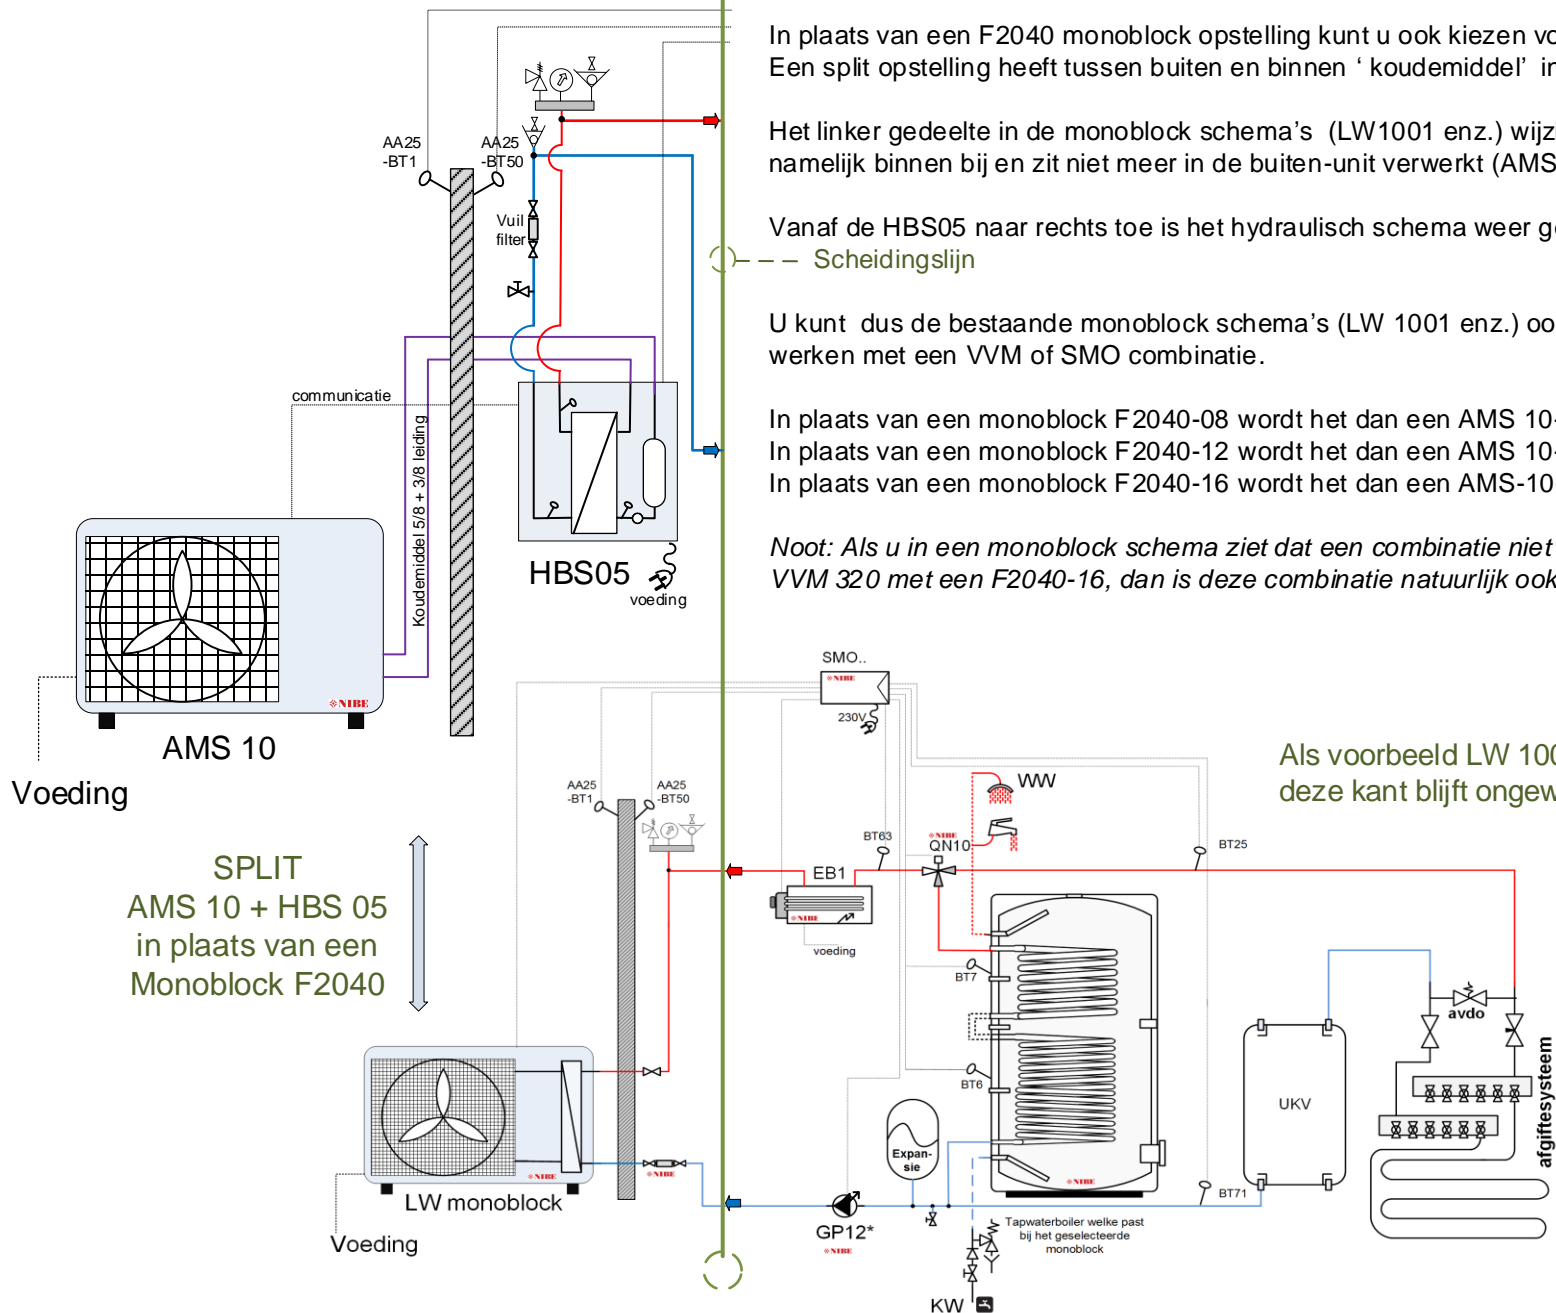 In plaats van een F2040 monoblock opstelling kunt u ook kiezen vo
Een split opstelling heeft tussen buiten en binnen ‘ koudemiddel’ in
Het linker gedeelte in de monoblock schema’s (LW1001 enz.) wijzi
namelijk binnen bij en zit niet meer in de buiten-unit verwerkt (AMS
Vanaf de HBS05 naar rechts toe is het hydraulisch schema weer ge
Scheidingslijn
U kunt dus de bestaande monoblock schema’s (LW 1001 enz.) oo
werken met een VVM of SMO combinatie.
In plaats van een monoblock F2040-08 wordt het dan een AMS 10-
In plaats van een monoblock F2040-12 wordt het dan een AMS 10-
In plaats van een monoblock F2040-16 wordt het dan een AMS-10-
Noot: Als u in een monoblock schema ziet dat een combinatie niet
VVM 320 met een F2040-16, dan is deze combinatie natuurlijk ook
AA25
-BT1
AA25
-BT50
Vuil
filter
communicatie
Koudemiddel 5/8 + 3/8 leiding
HBS05
voeding
NIBE
AMS 10
Voeding
SPLIT
AMS 10 + HBS 05
in plaats van een
Monoblock F2040
SMO..
NIBE
230V
Als voorbeeld LW 100
deze kant blijft ongew
AA25
-BT1
AA25
-BT50
WW
BT63
NIBE
QN10
BT25
EB1
NIBE
voeding
BT7
BT6
avdo
afgiftesysteem
UKV
Expan-
sie
NIBE
NIBE
NIBE
LW monoblock
Voeding
GP12*
NIBE
BT71
Tapwaterboiler welke past
bij het geselecteerde
monoblock
KW